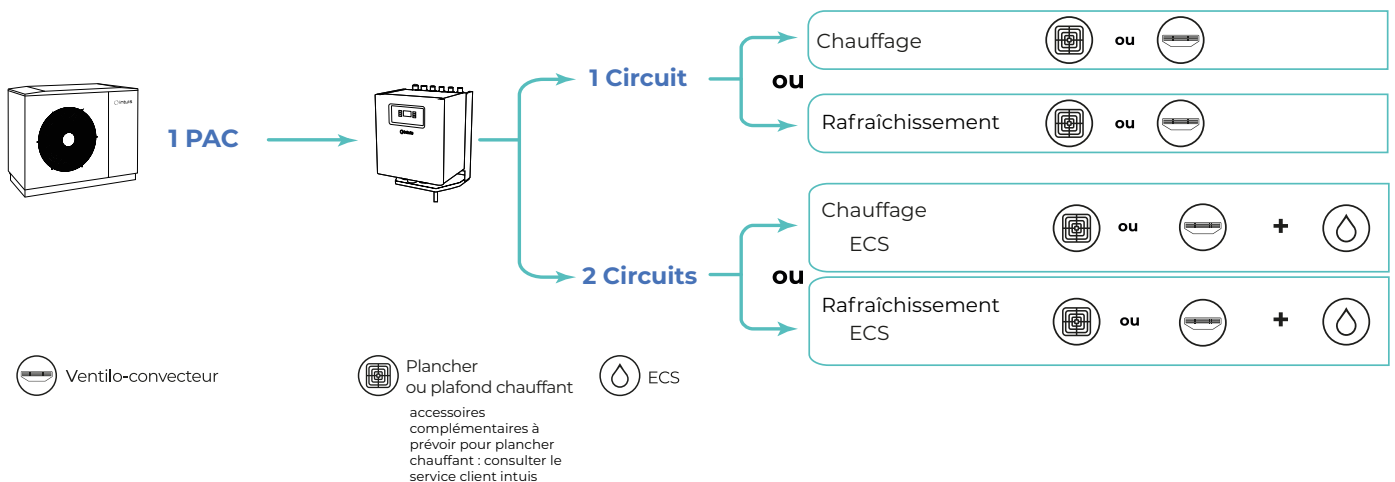 Chauffage ou
1 Circuit ou
intuis
1 PAC
intuis
Rafraîchissement ou
Chauffage ou +
ECS
2 Circuits ou
Rafraîchissement ou +
ECS
Ventilo-convecteur
Plancher
ou plafond chauffant
ECS
accessoires
complémentaires à
prévoir pour plancher
chauffant : consulter le
service client intuis